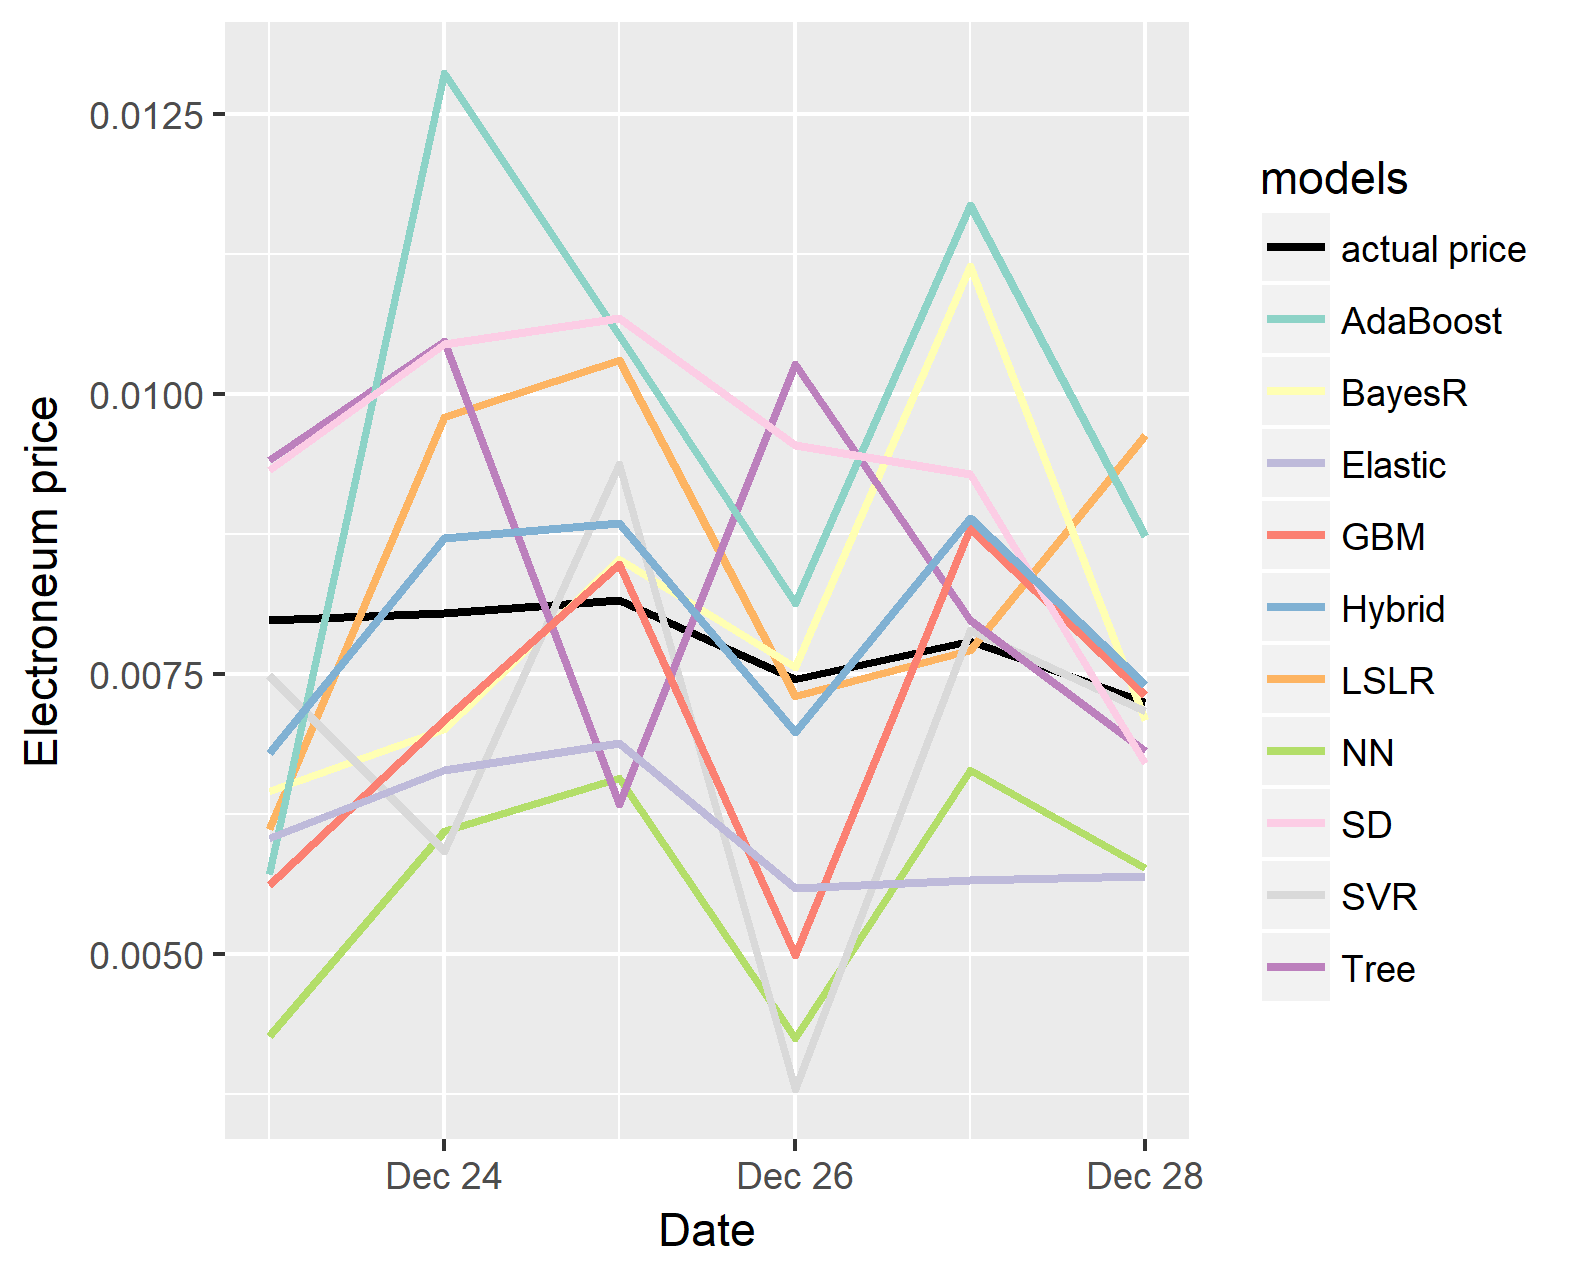 0.0125
0.0100
0.0075
0.0050
Electroneum price
Dec 24
Dec 26
Dec 28
Date
models
actual price
AdaBoost
BayesR
Elastic
GBM
Hybrid
LSLR
NN
SD
SVR
Tree